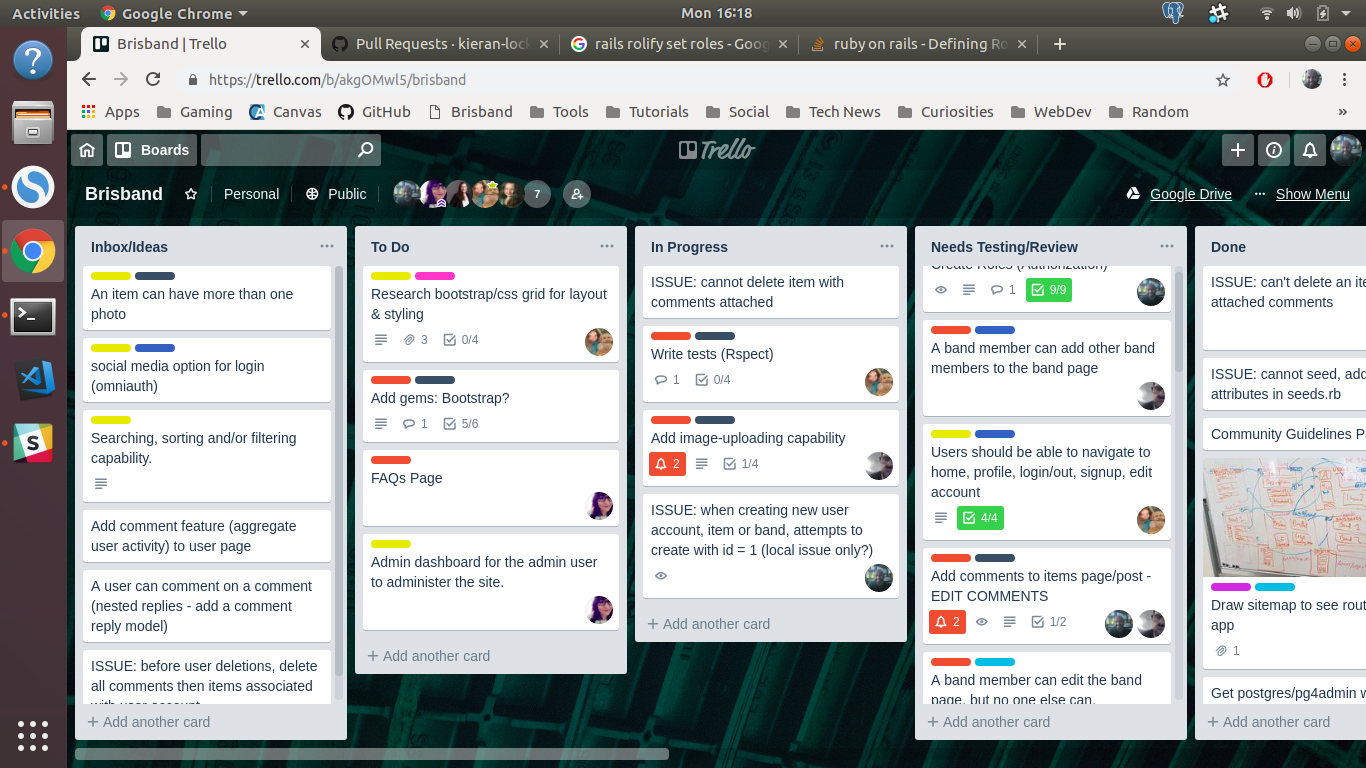 Activities
Google Chrome
Mon 16:18
Brisband | Trello
Pull Requests · kieran-loc
rails rolify set roles - Goog
ruby on rails - Defining Ro
https://trello.com/b/akgOMwl5/brisband
Apps
Gaming
Canvas
GitHub
Brisband
Tools
Tutorials
Social
Tech News
Curiosities
WebDev
Random
»
Boards
Trello
Brisband
Personal
Public
7
Google Drive
Show Menu
Inbox/Ideas
An item can have more than one
photo
social media option for login
(omniauth)
Searching, sorting and/or filtering
capability.
Add comment feature (aggregate
user activity) to user page
A user can comment on a comment
(nested replies - add a comment
reply model)
ISSUE: before user deletions, delete
all comments then items associated
with user account
+ Add another card
To Do
Research bootstrap/css grid for layout
& styling
3
0/4
Add gems: Bootstrap?
1
5/6
FAQs Page
Admin dashboard for the admin user
to administer the site.
+ Add another card
In Progress
ISSUE: cannot delete item with
comments attached
Write tests (Rspect)
1
0/4
Add image-uploading capability
2
1/4
ISSUE: when creating new user
account, item or band, attempts to
create with id = 1 (local issue only?)
+ Add another card
Needs Testing/Review
Create Roles (Authorization)
1
9/9
A band member can add other band
members to the band page
Users should be able to navigate to
home, profile, login/out, signup, edit
account
4/4
Add comments to items page/post -
EDIT COMMENTS
2
1/2
A band member can edit the band
page, but no one else can.
+ Add another card
Done
ISSUE: can't delete an ite
attached comments
ISSUE: cannot seed, add
attributes in seeds.rb
Community Guidelines Pa
Draw sitemap to see rout
app
1
Get postgres/pg4admin w
+ Add another card